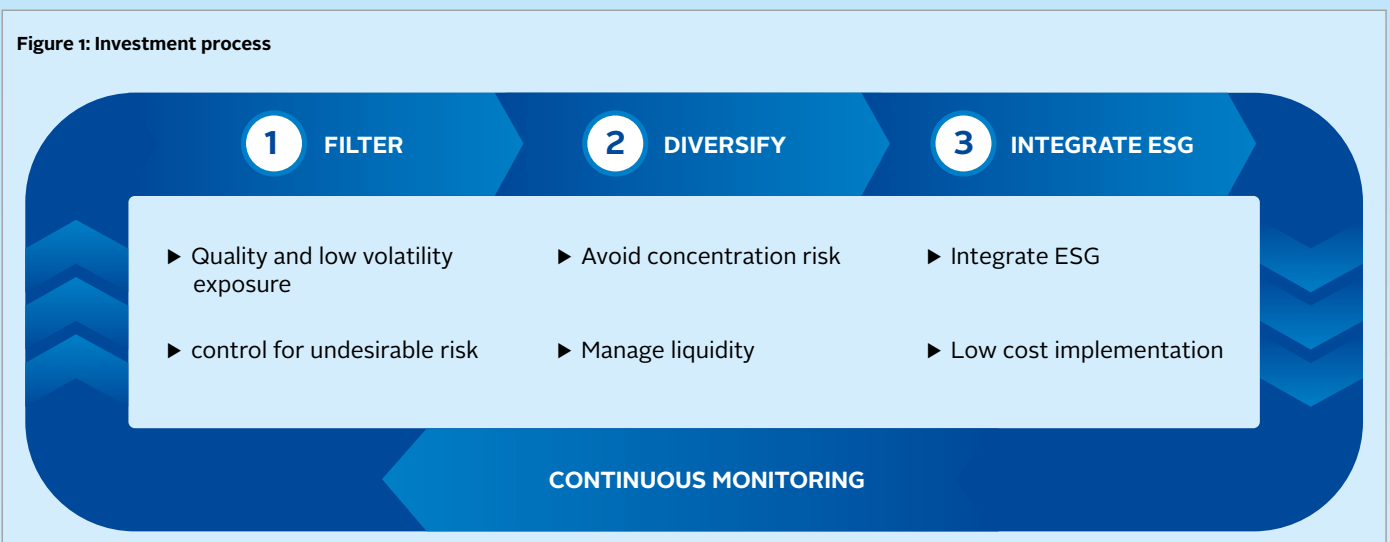 Figure 1: Investment process
1 FILTER
2 DIVERSIFY
3 INTEGRATE ESG
▶ Quality and low volatility
exposure
▶ control for undesirable risk
▶ Avoid concentration risk
▶ Manage liquidity
▶ Integrate ESG
▶ Low cost implementation
CONTINUOUS MONITORING